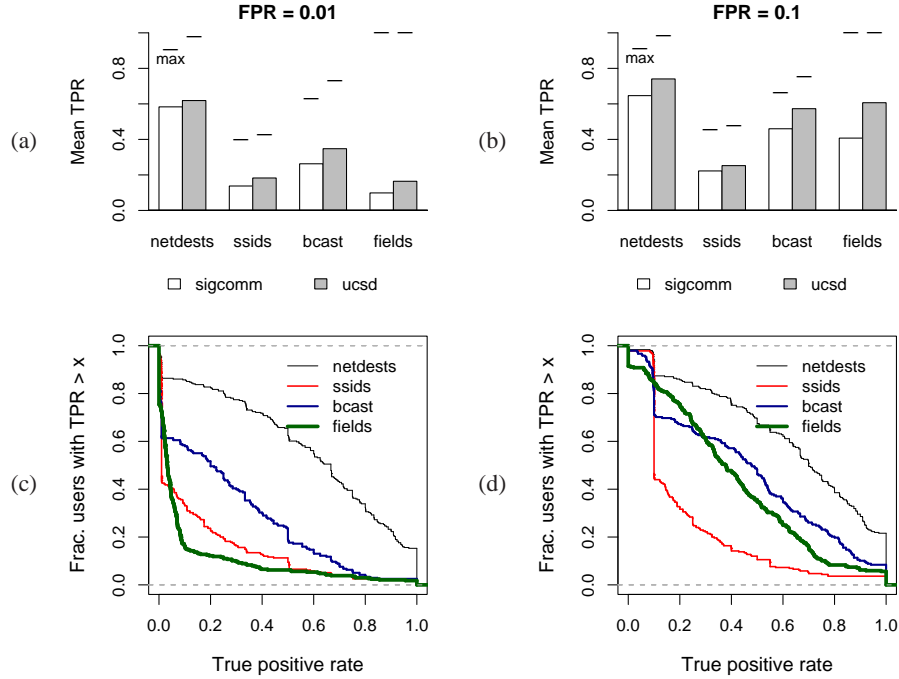 FPR = 0.01
FPR = 0.1
(a)
Mean TPR
0.0 0.4 0.8
max
netdests ssids bcast fields
sigcomm ucsd
(b)
Mean TPR
0.0 0.4 0.8
max
netdests ssids bcast fields
sigcomm ucsd
(c)
Frac. users with TPR > x
1.0
0.8
0.6
0.4
0.2
0.0
netdests
ssids
bcast
fields
0.0 0.2 0.4 0.6 0.8 1.0
True positive rate
(d)
Frac. users with TPR > x
1.0
0.8
0.6
0.4
0.2
0.0
netdests
ssids
bcast
fields
0.0 0.2 0.4 0.6 0.8 1.0
True positive rate